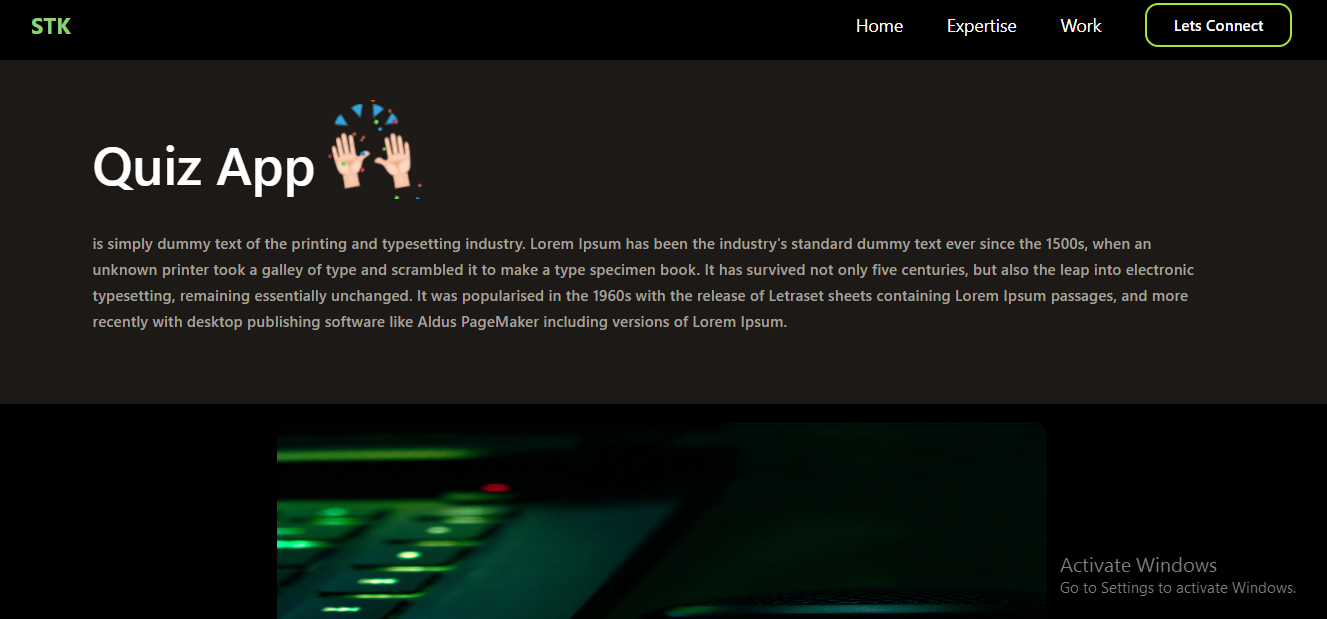 STK
Home
Expertise
Work
Lets Connect
Quiz App
is simply dummy text of the printing and typesetting industry. Lorem Ipsum has been the industry's standard dummy text ever since the 1500s, when an
unknown printer took a galley of type and scrambled it to make a type specimen book. It has survived not only five centuries, but also the leap into electronic
typesetting, remaining essentially unchanged. It was popularised in the 1960s with the release of Letraset sheets containing Lorem Ipsum passages, and more
recently with desktop publishing software like Aldus PageMaker including versions of Lorem Ipsum.
Activate Windows
Go to Settings to activate Windows.